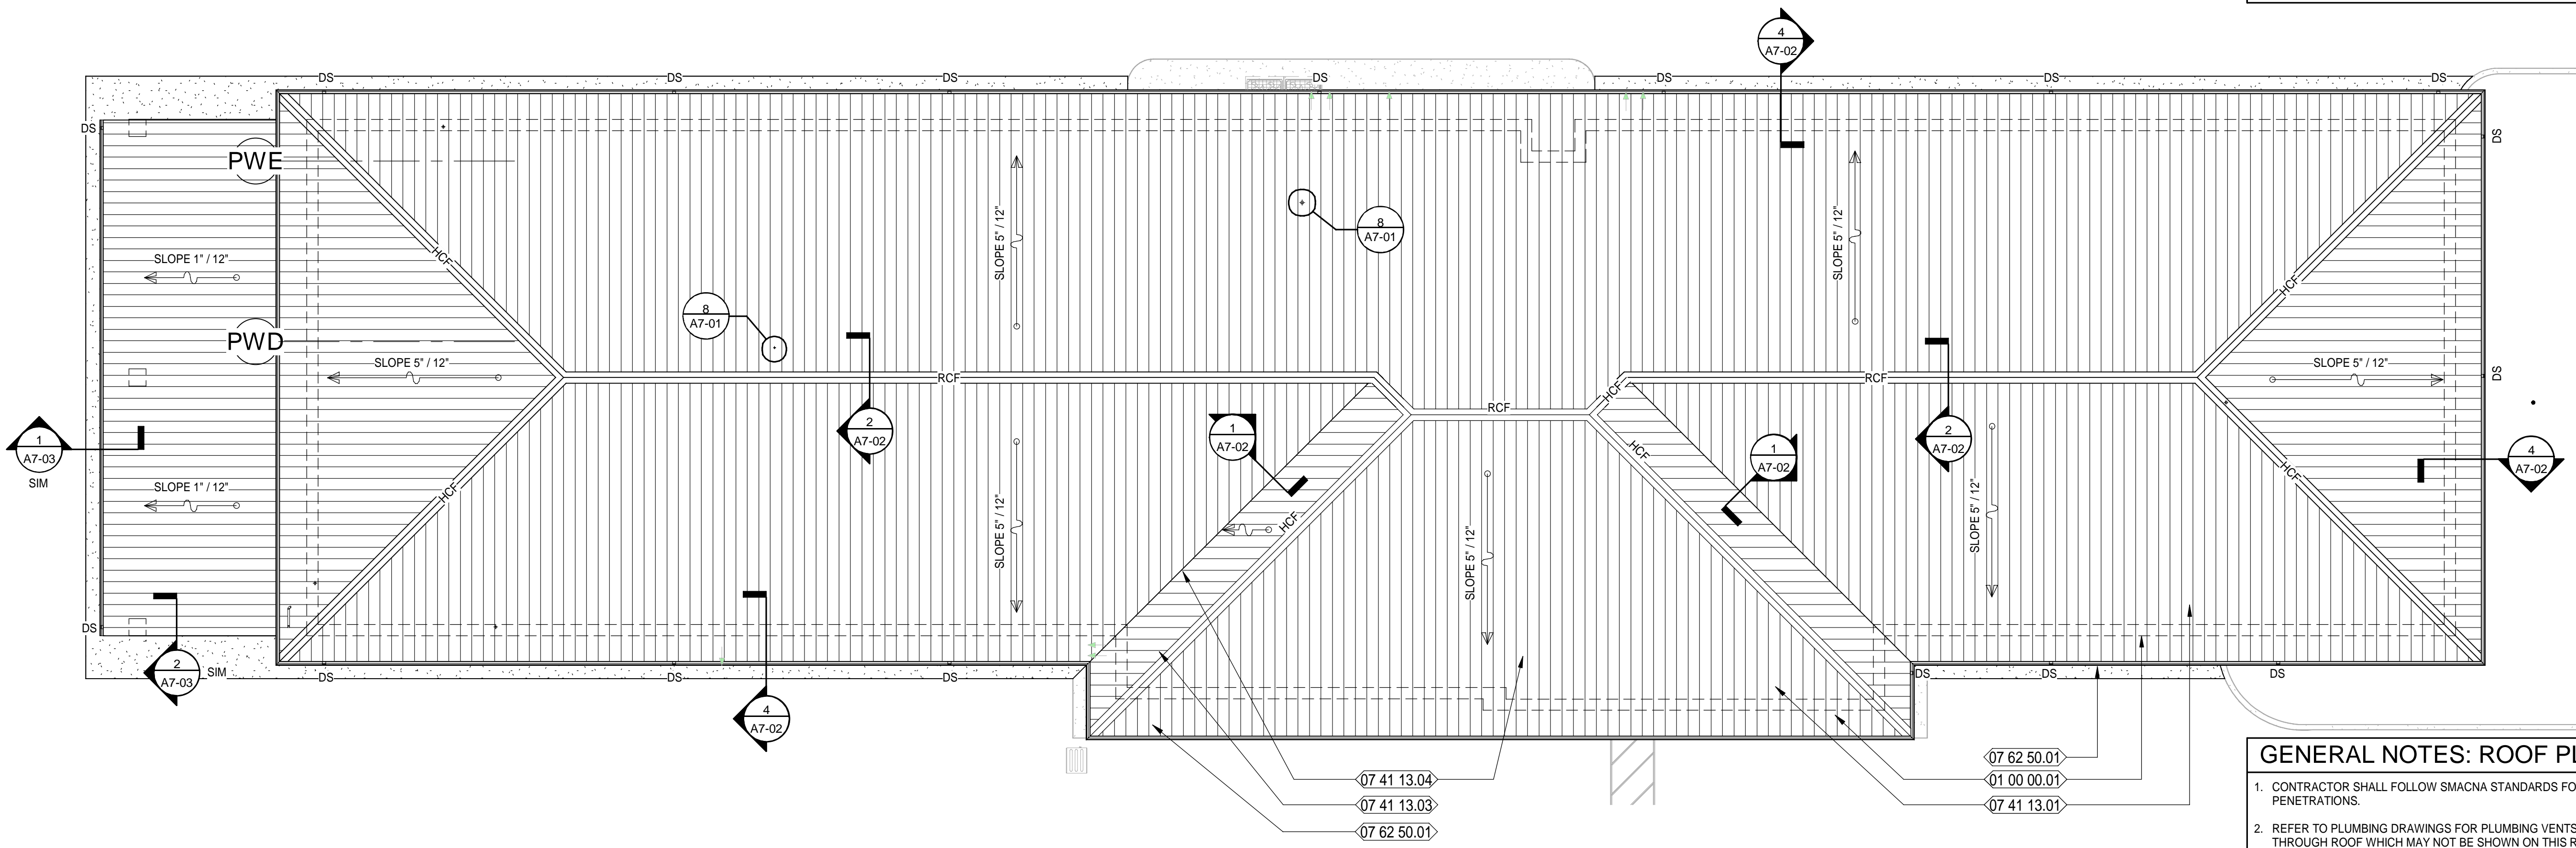 4
A7-02
DS
DS
DS
DS
DS
DS
DS
DS
DS
DS
PWE
8
A7-01
SLOPE 5" / 12"
SLOPE 5" / 12"
HCF
HCF
SLOPE 1" / 12"
8
A7-01
PWD
SLOPE 5" / 12"
RCF
RCF
RCF
HCF
SLOPE 5" / 12"
1
A7-03
SIM
2
A7-02
1
A7-02
1
A7-02
2
A7-02
4
A7-02
HCF
HCF
HCF
HCF
SLOPE 1" / 12"
SLOPE 5" / 12"
SLOPE 5" / 12"
SLOPE 5" / 12"
DS
2
A7-03
SIM
DS
DS
DS
4
A7-02
DS
DS
DS
07 41 13.04
07 41 13.03
07 62 50.01
07 62 50.01
01 00 00.01
07 41 13.01
GENERAL NOTES: ROOF PL
1. CONTRACTOR SHALL FOLLOW SMACNA STANDARDS FO
PENETRATIONS.
2. REFER TO PLUMBING DRAWINGS FOR PLUMBING VENTS
THROUGH ROOF WHICH MAY NOT BE SHOWN ON THIS R